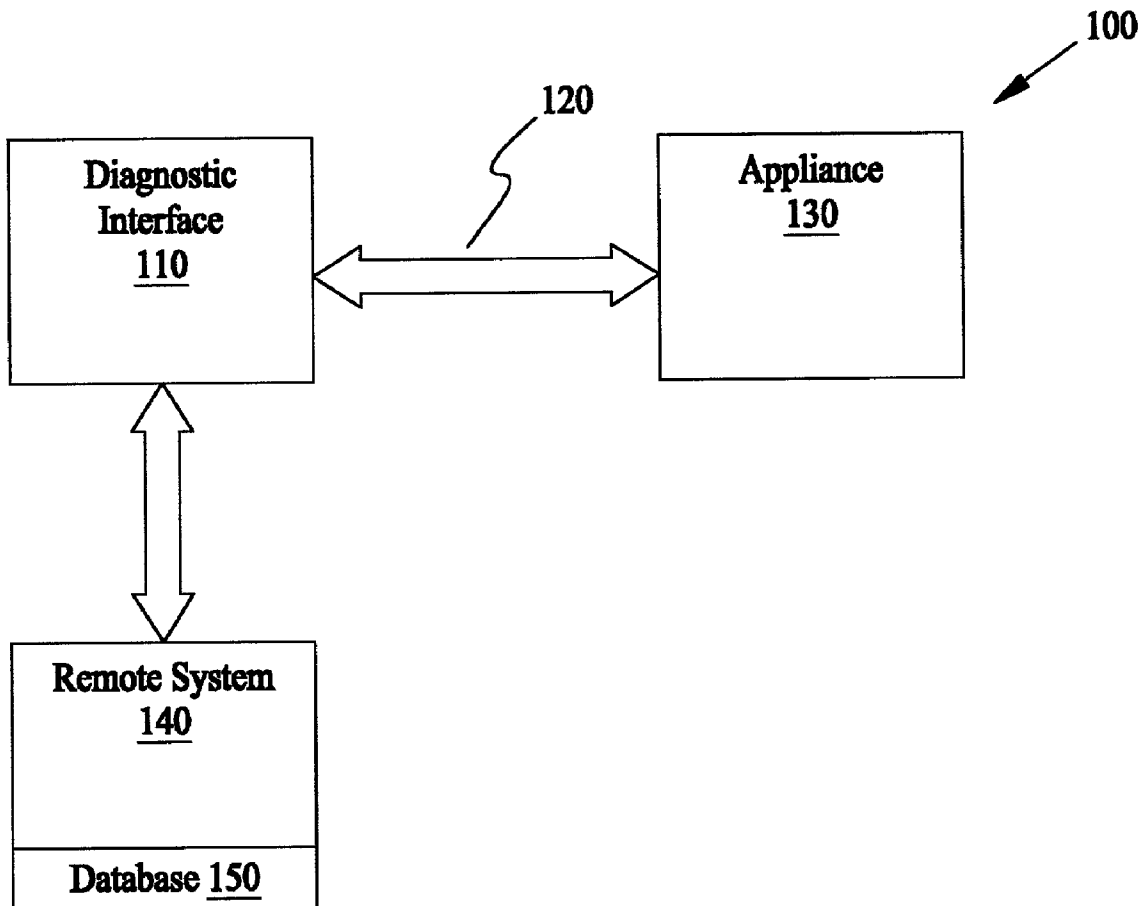 100
120
Diagnostic
Interface
110
Appliance
130
Remote System
140
Database 150